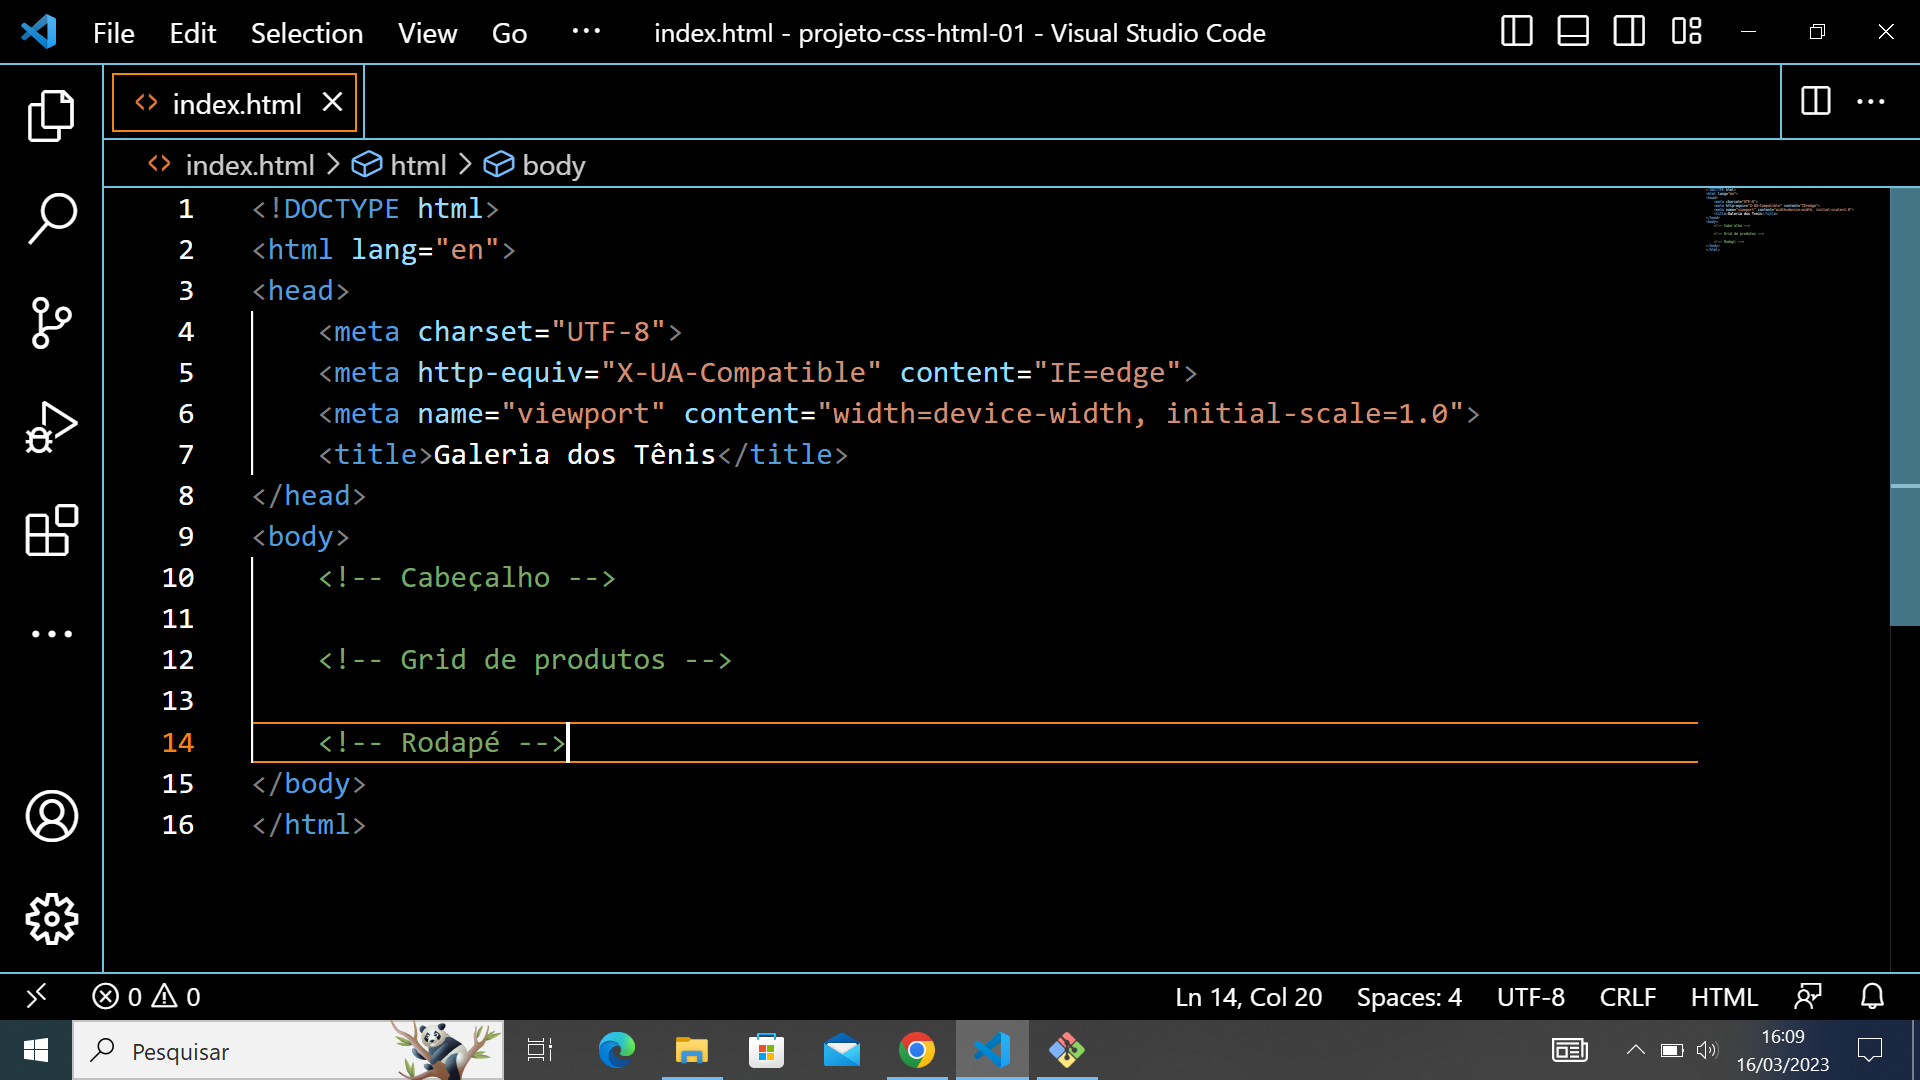 File Edit Selection View Go ··· index.html - projeto-css-html-01 - Visual Studio Code
index.html
index.html > html > body
1 <!DOCTYPE html>
2 <html lang="en">
3 <head>
4 <meta charset="UTF-8">
5 <meta http-equiv="X-UA-Compatible" content="IE=edge">
6 <meta name="viewport" content="width=device-width, initial-scale=1.0">
7 <title>Galeria dos Tênis</title>
8 </head>
9 <body>
10 <!-- Cabeçalho -->
11
12 <!-- Grid de produtos -->
13
14 <!-- Rodapé -->
15 </body>
16 </html>
0 0 Ln 14, Col 20 Spaces: 4 UTF-8 CRLF HTML
Pesquisar
16:09
16/03/2023